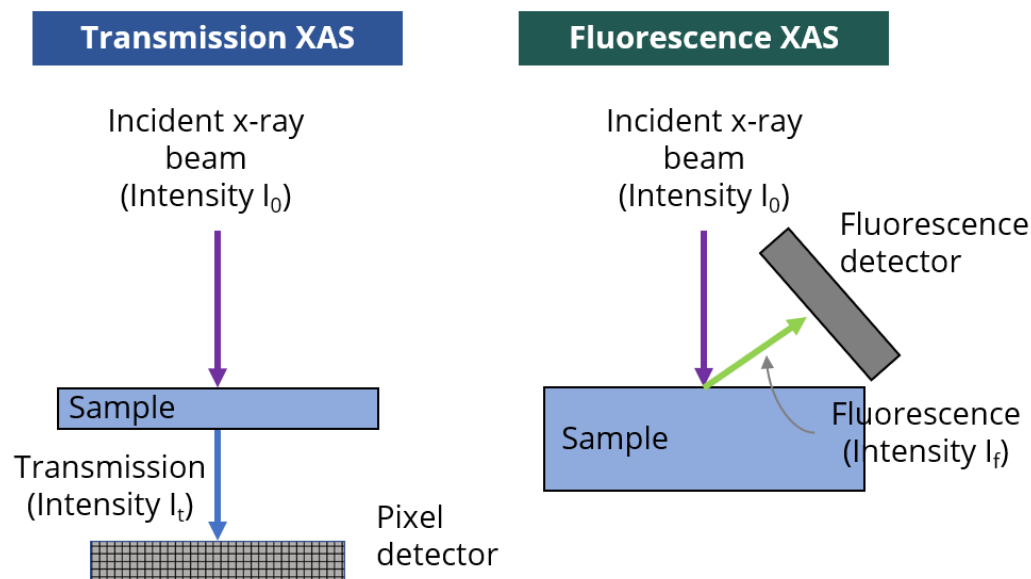 Transmission XAS
Incident x-ray
beam
(Intensity I₀)
Sample
Transmission
(Intensity Iₜ)
Pixel
detector
Fluorescence XAS
Incident x-ray
beam
(Intensity I₀)
Fluorescence
detector
Sample
Fluorescence
(Intensity I_f)